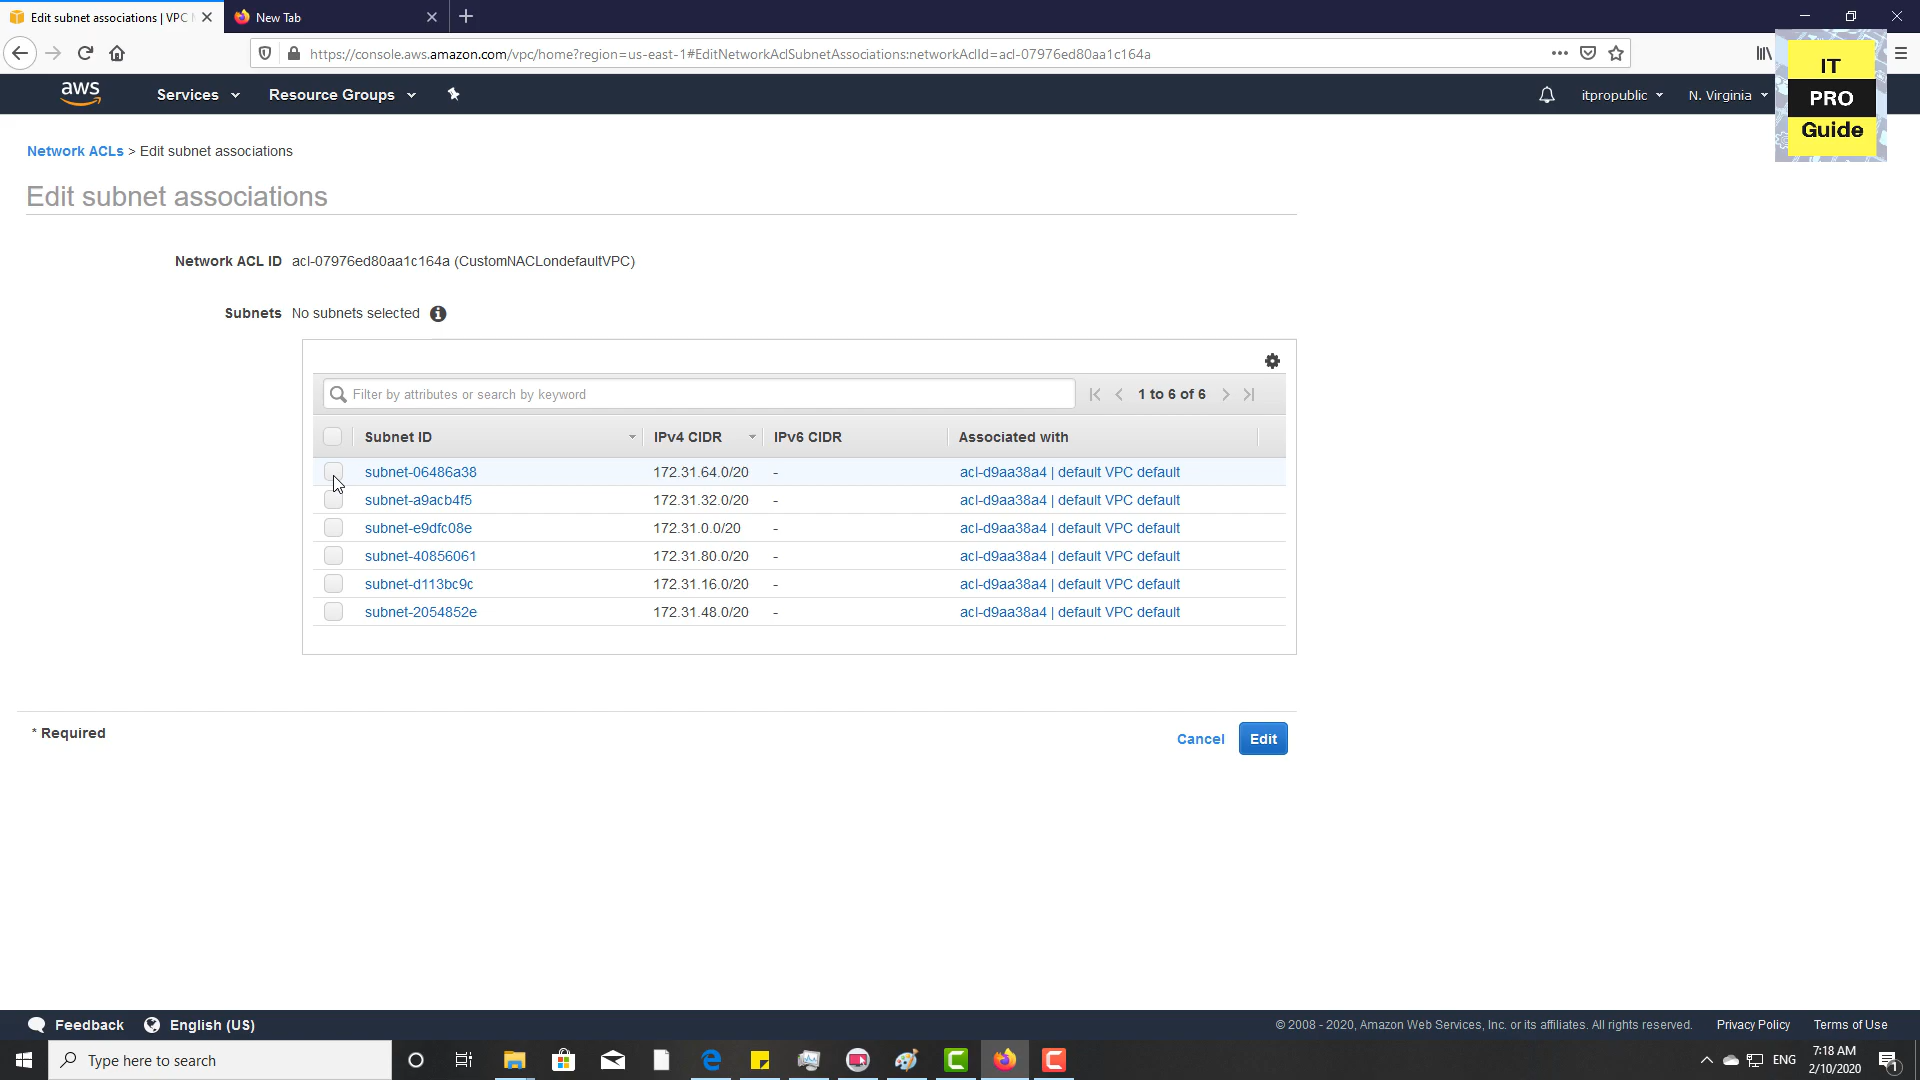 Edit subnet associations | VPC M
New Tab
https://console.aws.amazon.com/vpc/home?region=us-east-1#EditNetworkAclSubnetAssociations:networkAclId=acl-07976ed80aa1c164a
IT
PRO
Guide
aws
Services
Resource Groups
itpropublic
N. Virginia
Network ACLs > Edit subnet associations
Edit subnet associations
Network ACL ID acl-07976ed80aa1c164a (CustomNACLondefaultVPC)
Subnets No subnets selected
Filter by attributes or search by keyword
1 to 6 of 6
Subnet ID IPv4 CIDR IPv6 CIDR Associated with
subnet-06486a38 172.31.64.0/20 - acl-d9aa38a4 | default VPC default
subnet-a9acb4f5 172.31.32.0/20 - acl-d9aa38a4 | default VPC default
subnet-e9dfc08e 172.31.0.0/20 - acl-d9aa38a4 | default VPC default
subnet-40856061 172.31.80.0/20 - acl-d9aa38a4 | default VPC default
subnet-d113bc9c 172.31.16.0/20 - acl-d9aa38a4 | default VPC default
subnet-2054852e 172.31.48.0/20 - acl-d9aa38a4 | default VPC default
* Required
Cancel
Edit
Feedback
English (US)
© 2008 - 2020, Amazon Web Services, Inc. or its affiliates. All rights reserved. Privacy Policy Terms of Use
Type here to search
ENG
7:18 AM
2/10/2020
1